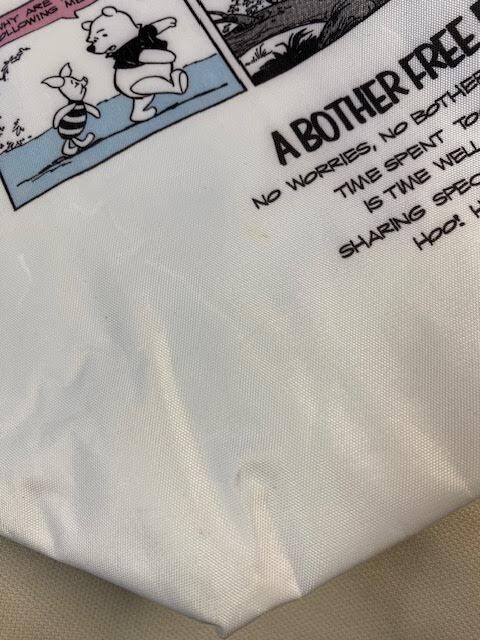 WHY ARE
FOLLOWING ME
A BOTHER FREE
NO WORRIES, NO BOTHER
TIME SPENT TO
IS TIME WELL
SHARING SPEC
HOO! H